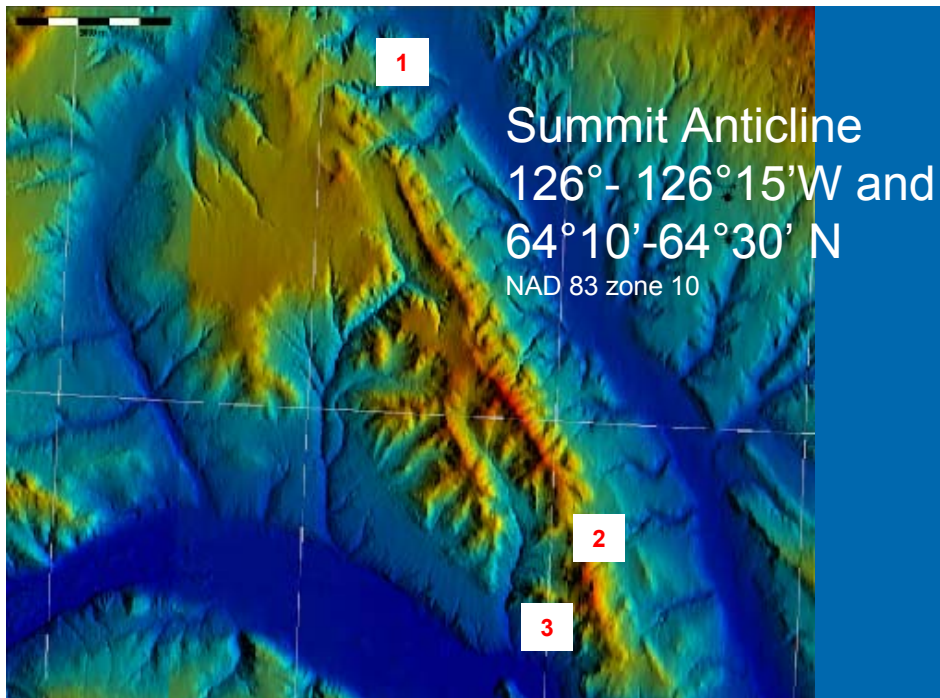 1
Summit Anticline
126°- 126°15'W and
64°10'-64°30' N
NAD 83 zone 10
2
3